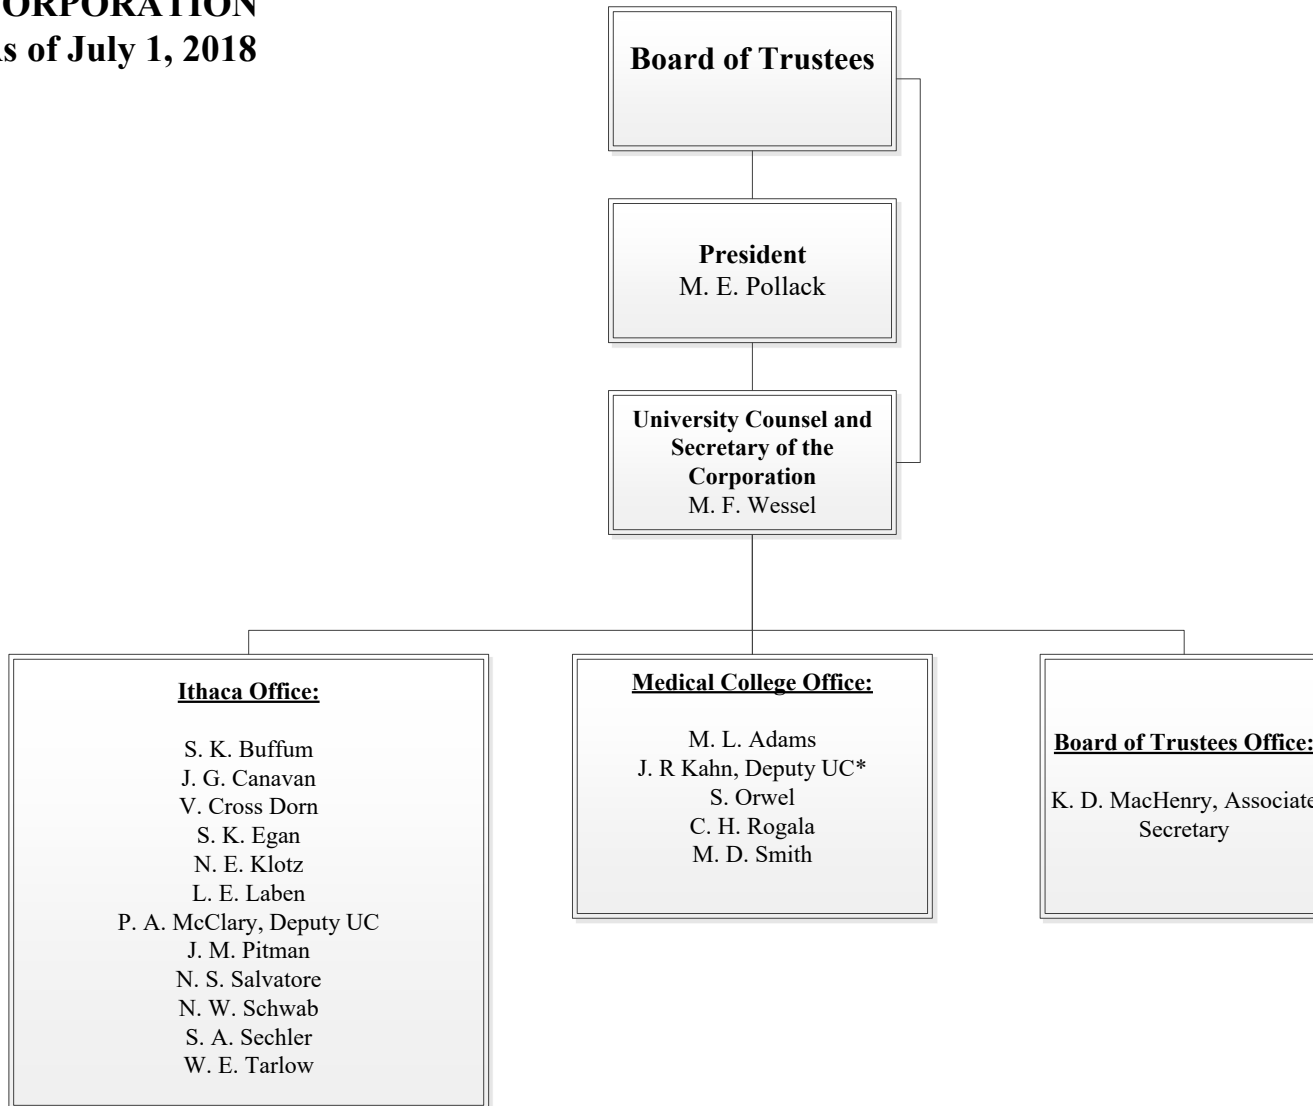 CORPORATION
As of July 1, 2018
Board of Trustees
President
M. E. Pollack
University Counsel and
Secretary of the
Corporation
M. F. Wessel
Ithaca Office:
S. K. Buffum
J. G. Canavan
V. Cross Dorn
S. K. Egan
N. E. Klotz
L. E. Laben
P. A. McClary, Deputy UC
J. M. Pitman
N. S. Salvatore
N. W. Schwab
S. A. Sechler
W. E. Tarlow
Medical College Office:
M. L. Adams
J. R Kahn, Deputy UC*
S. Orwel
C. H. Rogala
M. D. Smith
Board of Trustees Office:
K. D. MacHenry, Associate
Secretary